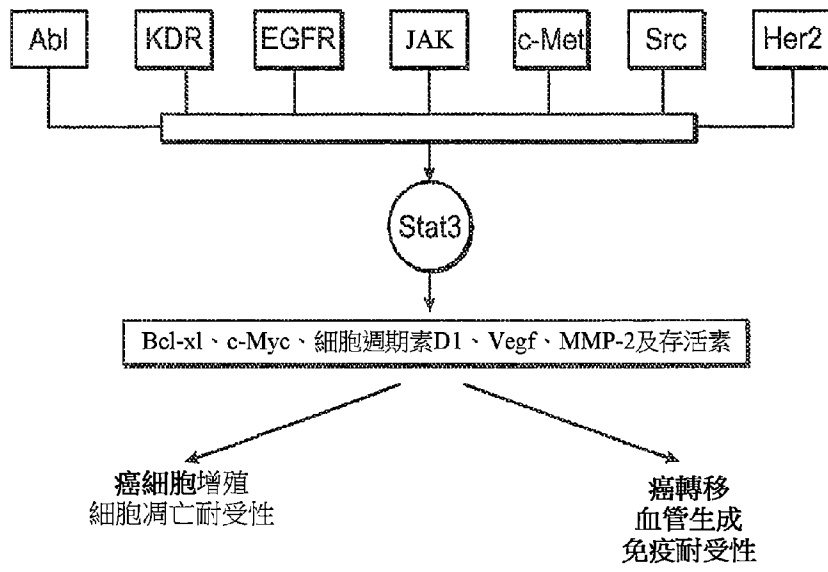 Abl KDR EGFR JAK c-Met Src Her2
Stat3
Bcl-xl、c-Myc、細胞週期素D1、Vegf、MMP-2及存活素
癌細胞增殖
細胞凋亡耐受性
癌轉移
血管生成
免疫耐受性